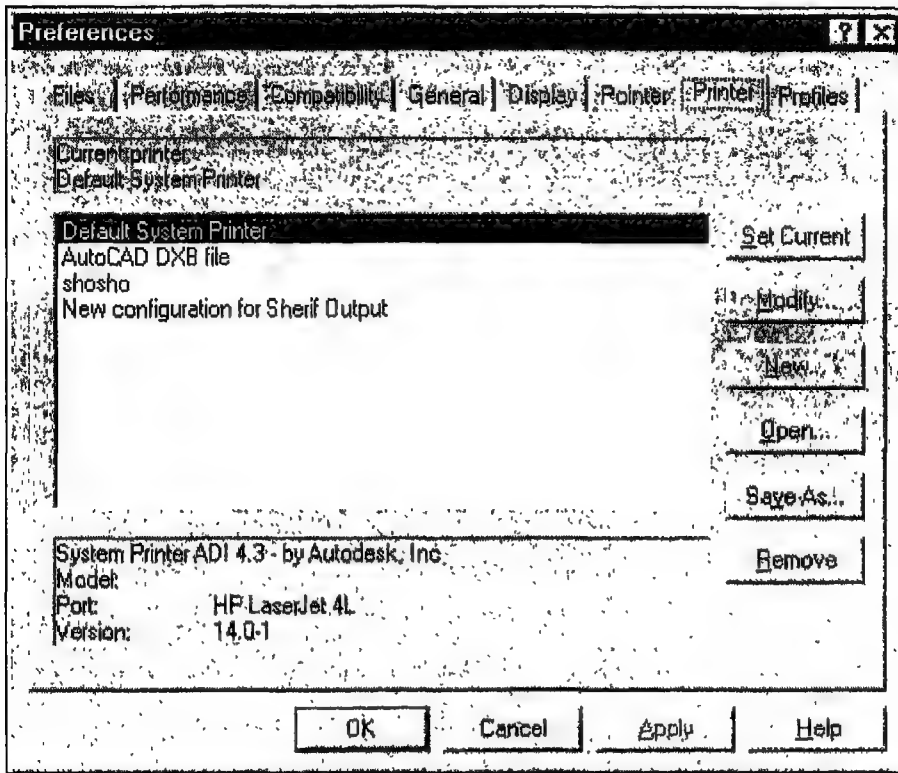 Preferences
Files Performance Compatibility General Display Pointer Printer Profiles
Current printer:
Default System Printer
Default System Printer
AutoCAD DXB file
shosho
New configuration for Sherif Output
Set Current
Modify...
New...
Open...
Save As...
Remove
System Printer ADI 4.3 - by Autodesk, Inc
Model:
Port: HP LaserJet 4L
Version: 14.0-1
OK Cancel Apply Help